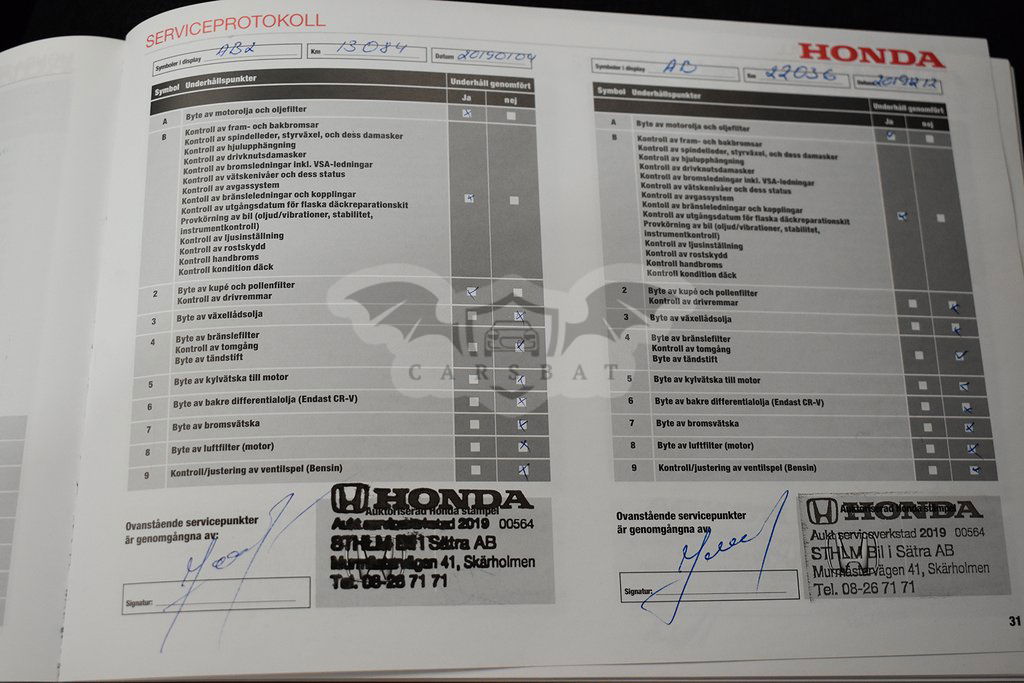 SERVICEPROTOKOLL
HONDA
Symboler i display AB2 Km 13084 Datum 20190104
Symbol Underhållspunkter Underhåll genomfört
Ja nej
A Byte av motorolja och oljefilter
B Kontroll av fram- och bakbromsar
Kontroll av spindelleder, styrväxel, och dess damasker
Kontroll av hjulupphängning
Kontroll av drivknutsdamasker
Kontroll av bromsledningar inkl. VSA-ledningar
Kontroll av vätskenivåer och dess status
Kontroll av avgassystem
Kontoll av bränsleledningar och kopplingar
Kontroll av utgångsdatum för flaska däckreparationskit
Provkörning av bil (oljud/vibrationer, stabilitet,
instrumentkontroll)
Kontroll av ljusinställning
Kontroll av rostskydd
Kontroll handbroms
Kontroll kondition däck
2 Byte av kupé och pollenfilter
Kontroll av drivremmar
3 Byte av växellådsolja
4 Byte av bränslefilter
Kontroll av tomgång
Byte av tändstift
5 Byte av kylvätska till motor
6 Byte av bakre differentialolja (Endast CR-V)
7 Byte av bromsvätska
8 Byte av luftfilter (motor)
9 Kontroll/justering av ventilspel (Bensin)
Ovanstående servicepunkter
är genomgångna av:
Signatur:
HONDA
Auktoriserad Honda stämpel
Aukt serviceverkstad 2019 00564
STHLM Bil i Sätra AB
Murmästarvägen 41, Skärholmen
Tel. 08-26 71 71
Symboler i display AB Km 22036 Datum
Symbol Underhållspunkter Underhåll genomfört
Ja nej
A Byte av motorolja och oljefilter
B Kontroll av fram- och bakbromsar
Kontroll av spindelleder, styrväxel, och dess damasker
Kontroll av hjulupphängning
Kontroll av drivknutsdamasker
Kontroll av bromsledningar inkl. VSA-ledningar
Kontroll av vätskenivåer och dess status
Kontroll av avgassystem
Kontoll av bränsleledningar och kopplingar
Kontroll av utgångsdatum för flaska däckreparationskit
Provkörning av bil (oljud/vibrationer, stabilitet,
instrumentkontroll)
Kontroll av ljusinställning
Kontroll av rostskydd
Kontroll handbroms
Kontroll kondition däck
2 Byte av kupé och pollenfilter
Kontroll av drivremmar
3 Byte av växellådsolja
4 Byte av bränslefilter
Kontroll av tomgång
Byte av tändstift
5 Byte av kylvätska till motor
6 Byte av bakre differentialolja (Endast CR-V)
7 Byte av bromsvätska
8 Byte av luftfilter (motor)
9 Kontroll/justering av ventilspel (Bensin)
Ovanstående servicepunkter
är genomgångna av:
Signatur:
HONDA
Auktoriserad Honda stämpel
Aukt serviceverkstad 2019 00564
STHLM Bil i Sätra AB
Murmästarvägen 41, Skärholmen
Tel. 08-26 71 71
31
CARSBAT